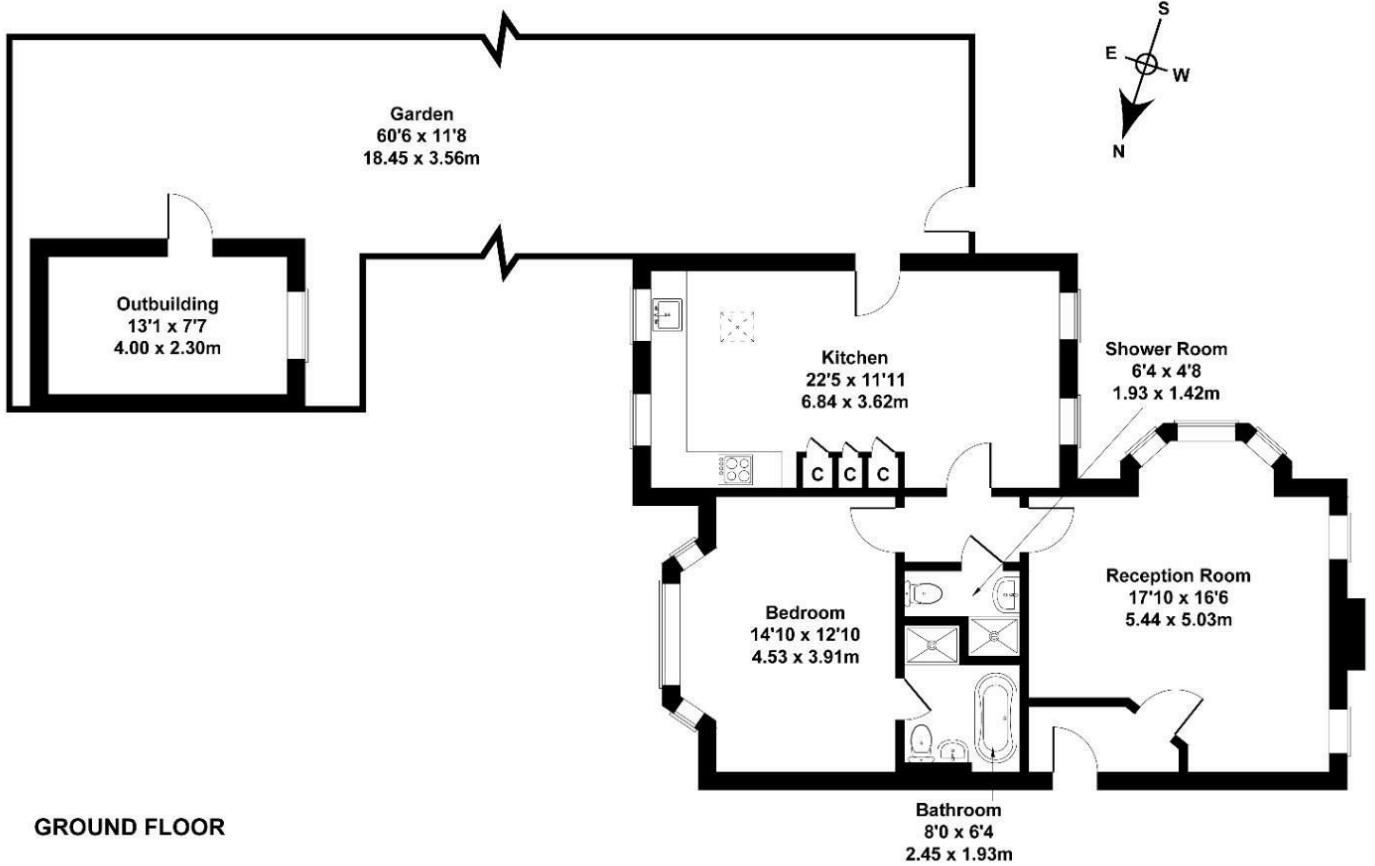 S
E
W
N
Garden
60'6 x 11'8
18.45 x 3.56m
Outbuilding
13'1 x 7'7
4.00 x 2.30m
Kitchen
22'5 x 11'11
6.84 x 3.62m
C C C
Shower Room
6'4 x 4'8
1.93 x 1.42m
Bedroom
14'10 x 12'10
4.53 x 3.91m
Reception Room
17'10 x 16'6
5.44 x 5.03m
Bathroom
8'0 x 6'4
2.45 x 1.93m
GROUND FLOOR